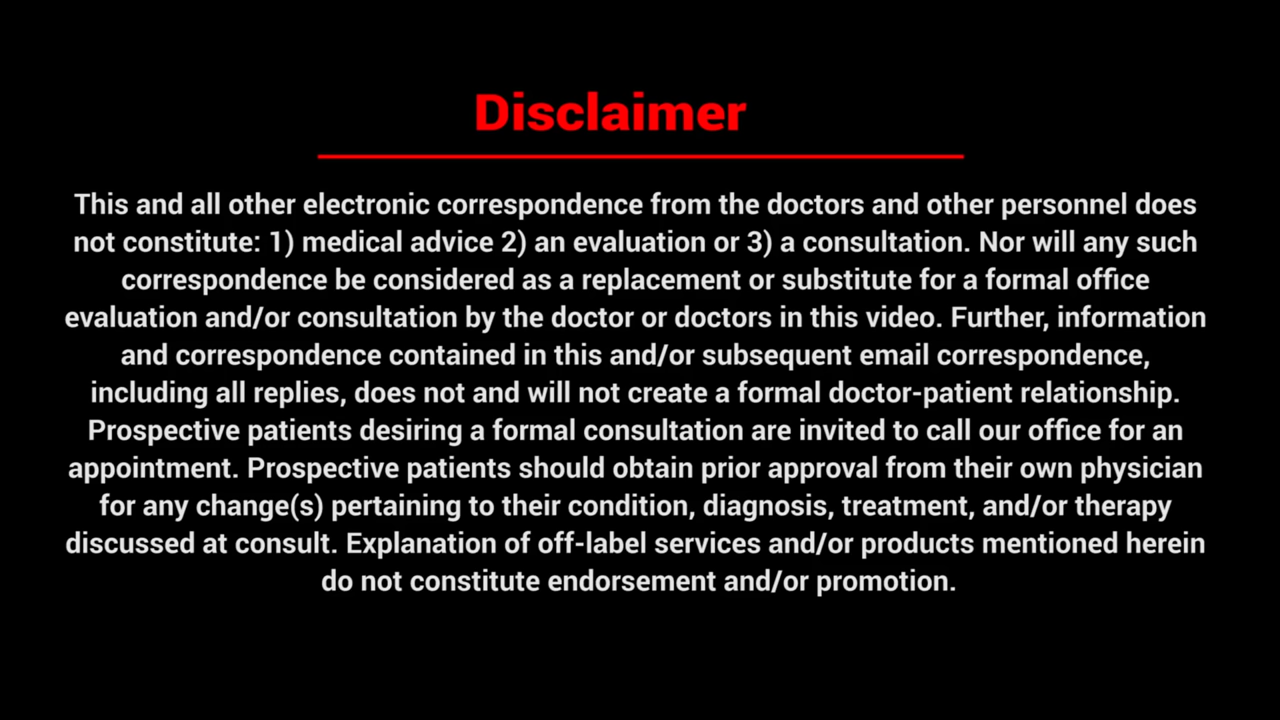 Disclaimer
This and all other electronic correspondence from the doctors and other personnel does
not constitute: 1) medical advice 2) an evaluation or 3) a consultation. Nor will any such
correspondence be considered as a replacement or substitute for a formal office
evaluation and/or consultation by the doctor or doctors in this video. Further, information
and correspondence contained in this and/or subsequent email correspondence,
including all replies, does not and will not create a formal doctor-patient relationship.
Prospective patients desiring a formal consultation are invited to call our office for an
appointment. Prospective patients should obtain prior approval from their own physician
for any change(s) pertaining to their condition, diagnosis, treatment, and/or therapy
discussed at consult. Explanation of off-label services and/or products mentioned herein
do not constitute endorsement and/or promotion.